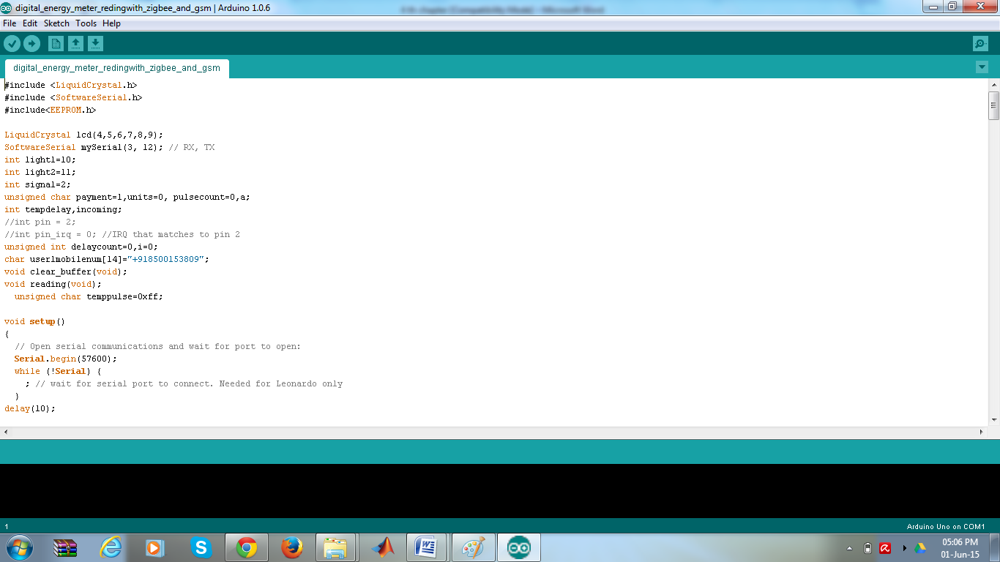 digital_energy_meter_redingwith_zigbee_and_gsm | Arduino 1.0.6
File Edit Sketch Tools Help
digital_energy_meter_redingwith_zigbee_and_gsm
#include <LiquidCrystal.h>
#include <SoftwareSerial.h>
#include<EEPROM.h>
LiquidCrystal lcd(4,5,6,7,8,9);
SoftwareSerial mySerial(3, 12); // RX, TX
int light1=10;
int light2=11;
int signal=2;
unsigned char payment=1,units=0, pulsecount=0,a;
int tempdelay,incoming;
//int pin = 2;
//int pin_irq = 0; //IRQ that matches to pin 2
unsigned int delaycount=0,i=0;
char user1mobilenum[14]="+918500153809";
void clear_buffer(void);
void reading(void);
unsigned char temppulse=0xff;
void setup()
{
// Open serial communications and wait for port to open:
Serial.begin(57600);
while (!Serial) {
; // wait for serial port to connect. Needed for Leonardo only
}
delay(10);
1
Arduino Uno on COM1
05:06 PM
01-Jun-15